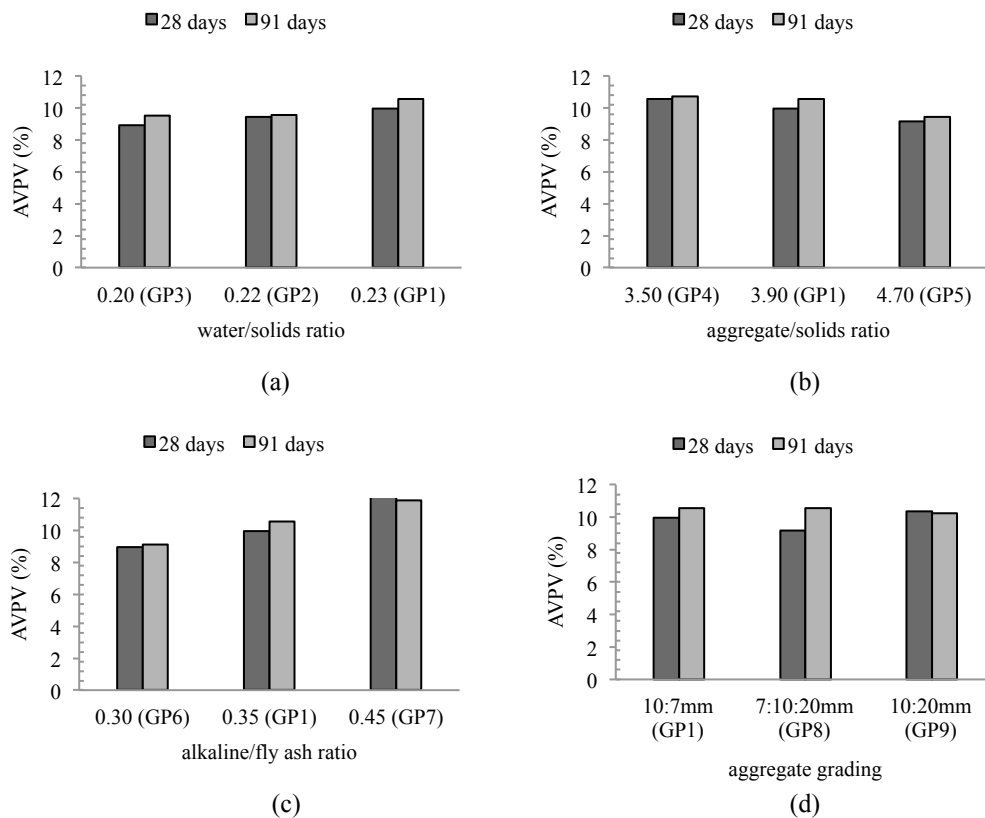 28 days 91 days
12
10
8
6
4
2
0
AVPV (%)
0.20 (GP3) 0.22 (GP2) 0.23 (GP1)
water/solids ratio
(a)
28 days 91 days
12
10
8
6
4
2
0
AVPV (%)
3.50 (GP4) 3.90 (GP1) 4.70 (GP5)
aggregate/solids ratio
(b)
28 days 91 days
12
10
8
6
4
2
0
AVPV (%)
0.30 (GP6) 0.35 (GP1) 0.45 (GP7)
alkaline/fly ash ratio
(c)
28 days 91 days
12
10
8
6
4
2
0
AVPV (%)
10:7mm 7:10:20mm 10:20mm
(GP1) (GP8) (GP9)
aggregate grading
(d)